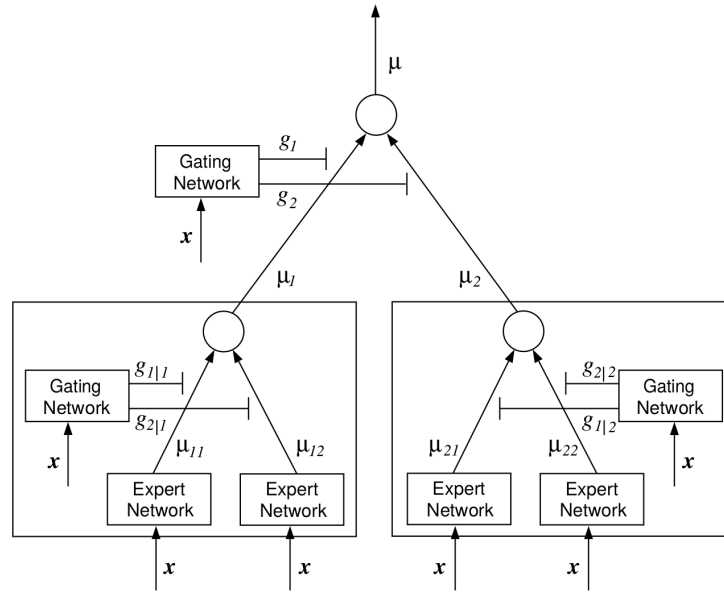 μ
g1
Gating
Network
g2
x
μ1
μ2
g1|1
g2|2
Gating
Network
Gating
Network
g2|1
g1|2
μ11
μ12
μ21
μ22
x
x
Expert
Network
Expert
Network
Expert
Network
Expert
Network
x
x
x
x